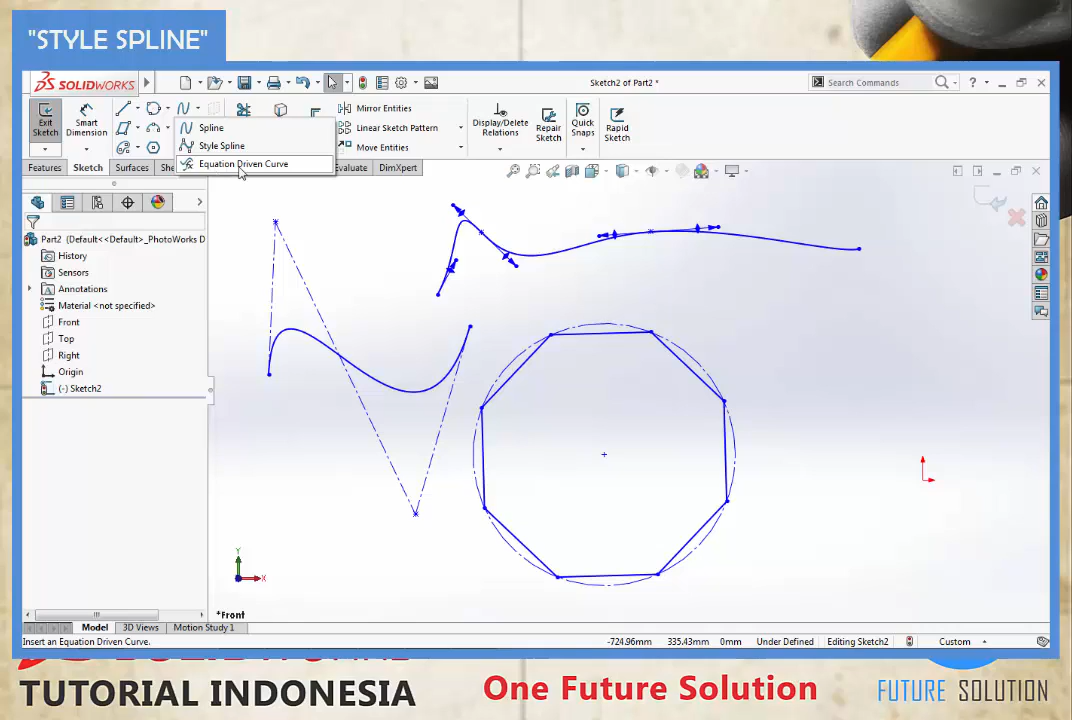 "STYLE SPLINE"
SOLIDWORKS
Sketch2 of Part2 *
Search Commands
?
Exit Sketch
Smart Dimension
Mirror Entities
Linear Sketch Pattern
Move Entities
Display/Delete Relations
Repair Sketch
Quick Snaps
Rapid Sketch
Spline
Style Spline
Equation Driven Curve
Features
Sketch
Surfaces
She
Evaluate
DimXpert
Part2 (Default<<Default>_PhotoWorks D
History
Sensors
Annotations
Material <not specified>
Front
Top
Right
Origin
(-) Sketch2
Y
X
*Front
Model
3D Views
Motion Study 1
Insert an Equation Driven Curve.
-724.96mm
335.43mm
0mm
Under Defined
Editing Sketch2
Custom
TUTORIAL INDONESIA
One Future Solution
FUTURE SOLUTION